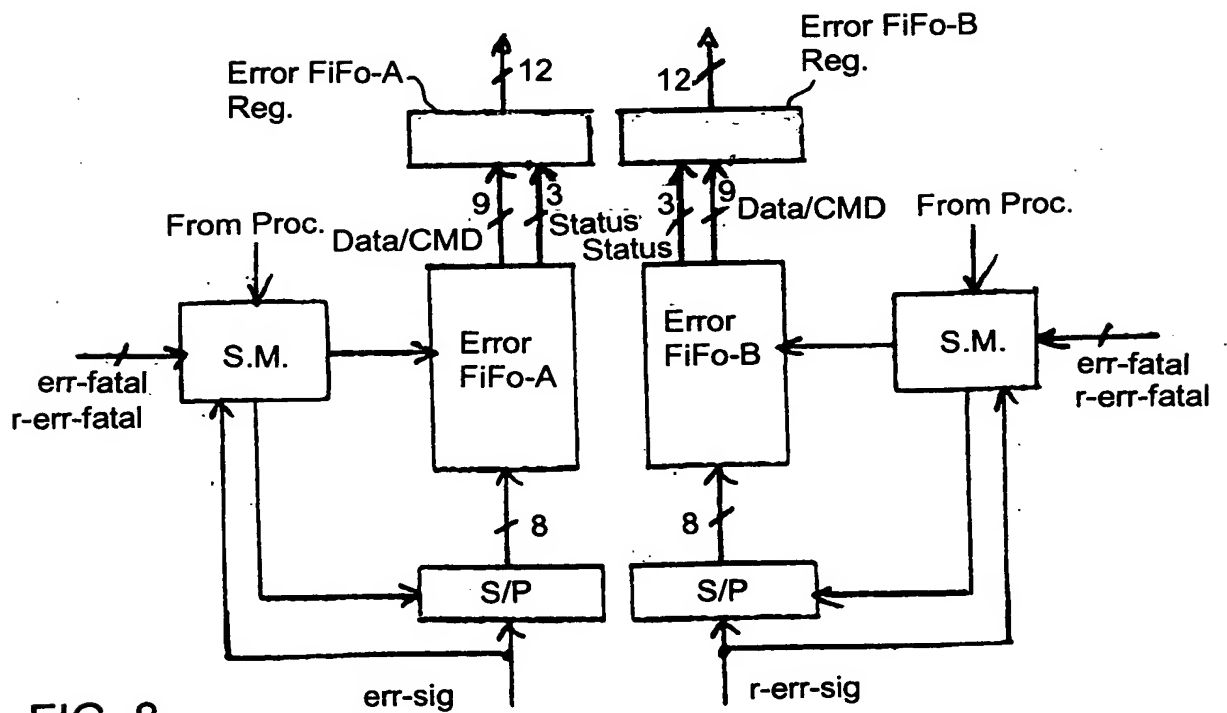 Error FiFo-B
Reg.
Error FiFo-A
Reg.
12
12
9
3
3
9
From Proc.
Data/CMD
Status
Status
Data/CMD
From Proc.
S.M.
Error
FiFo-A
Error
FiFo-B
S.M.
err-fatal
r-err-fatal
err-fatal
r-err-fatal
8
8
S/P
S/P
err-sig
r-err-sig
FIG. 8